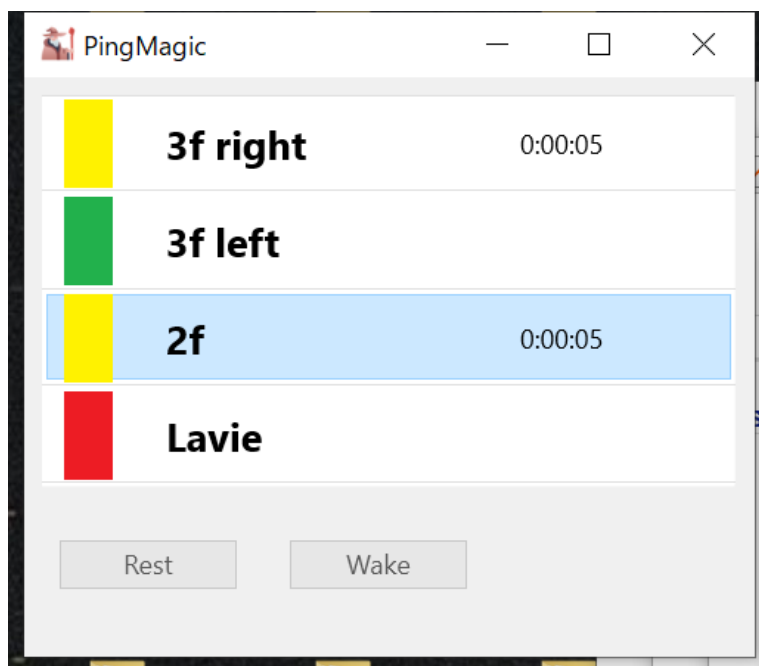 PingMagic
3f right 0:00:05
3f left
2f 0:00:05
Lavie
Rest Wake